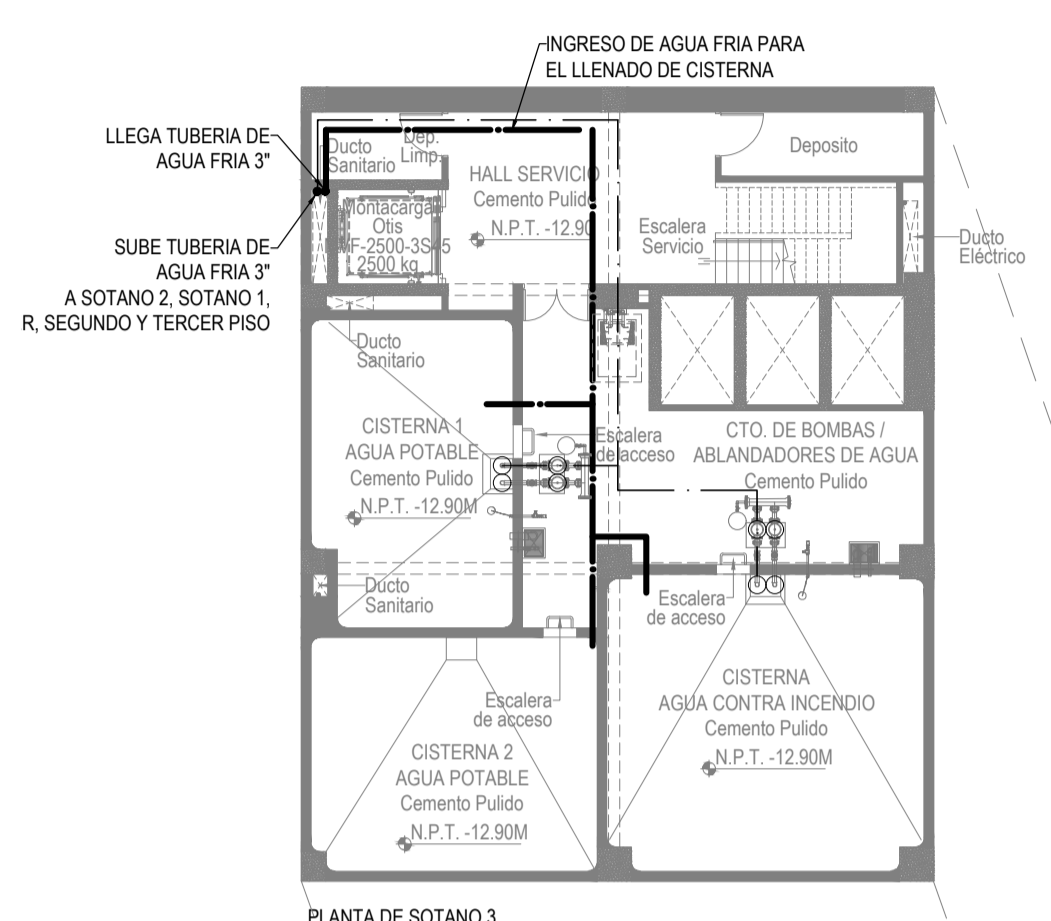 INGRESO DE AGUA FRIA PARA
EL LLENADO DE CISTERNA
LLEGA TUBERIA DE
AGUA FRIA 3"
SUBE TUBERIA DE
AGUA FRIA 3"
A SOTANO 2, SOTANO 1,
R, SEGUNDO Y TERCER PISO
Ducto
Sanitario
Dep.
Limp.
HALL SERVICIO
Cemento Pulido
N.P.T. -12.90
Montacarga
Otis
2500 kg
Deposito
Escalera
Servicio
Ducto
Eléctrico
Ducto
Sanitario
CISTERNA 1
AGUA POTABLE
Cemento Pulido
N.P.T. -12.90M
Escalera
de acceso
CTO. DE BOMBAS /
ABLANDADORES DE AGUA
Cemento Pulido
Ducto
Sanitario
Escalera
de acceso
Escalera
de acceso
CISTERNA 2
AGUA POTABLE
Cemento Pulido
N.P.T. -12.90M
CISTERNA
AGUA CONTRA INCENDIO
Cemento Pulido
N.P.T. -12.90M
PLANTA DE SOTANO 3